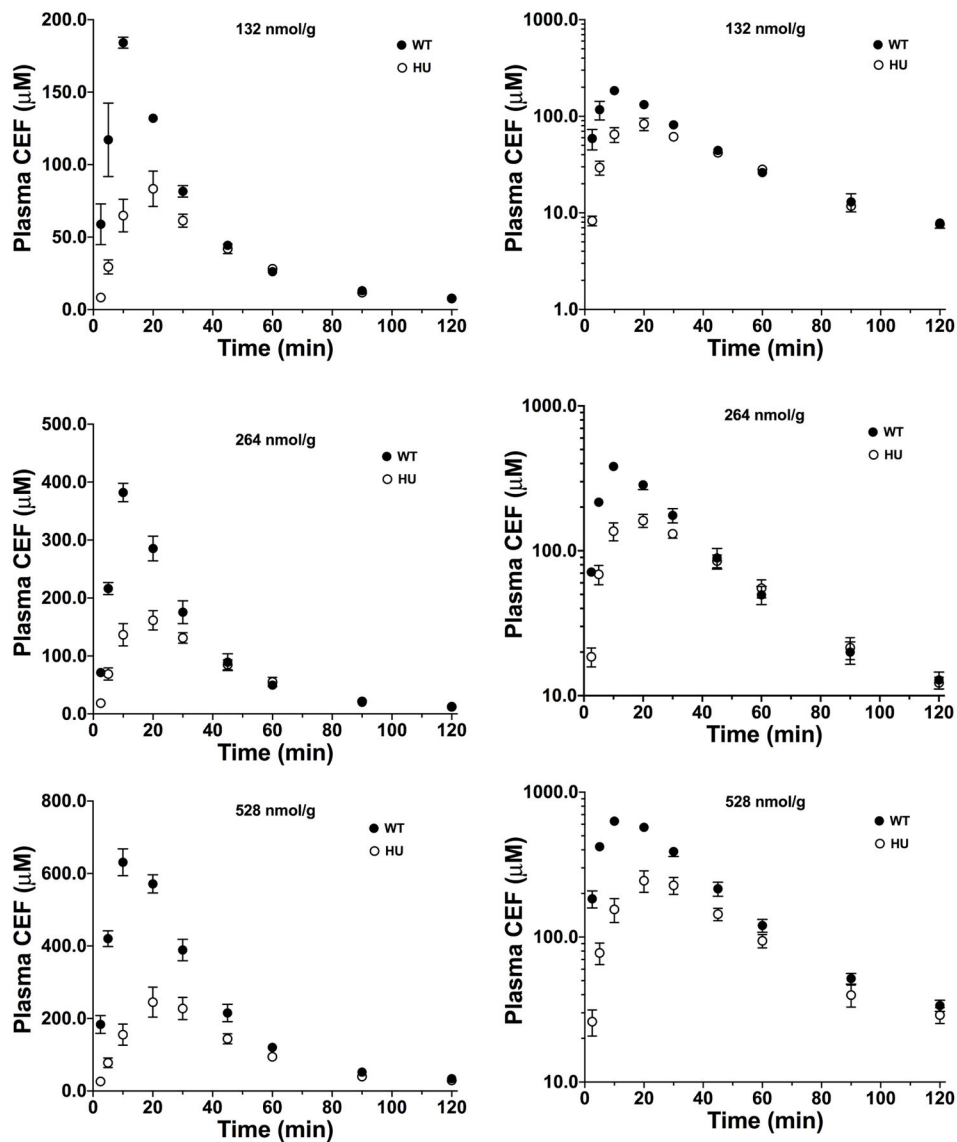 132 nmol/g
WT
HU
Plasma CEF (μM)
200.0
150.0
100.0
50.0
0.0
0 20 40 60 80 100 120
Time (min)
132 nmol/g
WT
HU
Plasma CEF (μM)
1000.0
100.0
10.0
1.0
0 20 40 60 80 100 120
Time (min)
264 nmol/g
WT
HU
Plasma CEF (μM)
500.0
400.0
300.0
200.0
100.0
0.0
0 20 40 60 80 100 120
Time (min)
264 nmol/g
WT
HU
Plasma CEF (μM)
1000.0
100.0
10.0
0 20 40 60 80 100 120
Time (min)
528 nmol/g
WT
HU
Plasma CEF (μM)
800.0
600.0
400.0
200.0
0.0
0 20 40 60 80 100 120
Time (min)
528 nmol/g
WT
HU
Plasma CEF (μM)
1000.0
100.0
10.0
0 20 40 60 80 100 120
Time (min)